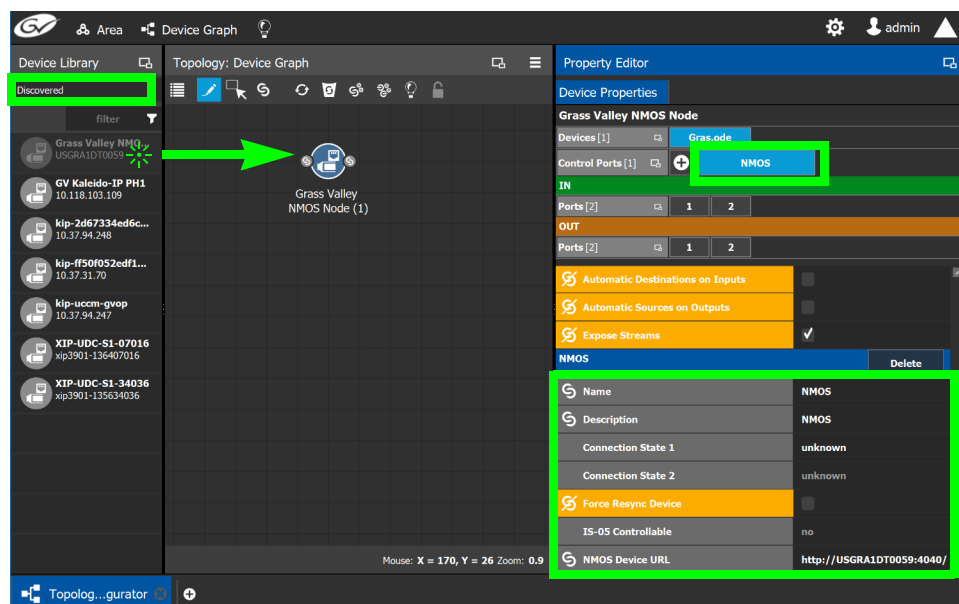 GV
Area
Device Graph
admin
Device Library
Discovered
filter
Grass Valley NMO...
USGRA1DT0059
GV Kaleido-IP PH1
10.118.103.109
kip-2d67334ed6c...
10.37.94.248
kip-ff50f052edf1...
10.37.31.70
kip-uccm-gvop
10.37.94.247
XIP-UDC-S1-07016
xip3901-136407016
XIP-UDC-S1-34036
xip3901-135634036
Topology: Device Graph
Grass Valley
NMOS Node (1)
Mouse: X = 170, Y = 26 Zoom: 0.9
Property Editor
Device Properties
Grass Valley NMOS Node
Devices [1] Gras.ode
Control Ports [1] NMOS
IN
Ports [2] 1 2
OUT
Ports [2] 1 2
Automatic Destinations on Inputs
Automatic Sources on Outputs
Expose Streams
NMOS Delete
Name NMOS
Description NMOS
Connection State 1 unknown
Connection State 2 unknown
Force Resync Device
IS-05 Controllable no
NMOS Device URL http://USGRA1DT0059:4040/
Topolog...gurator